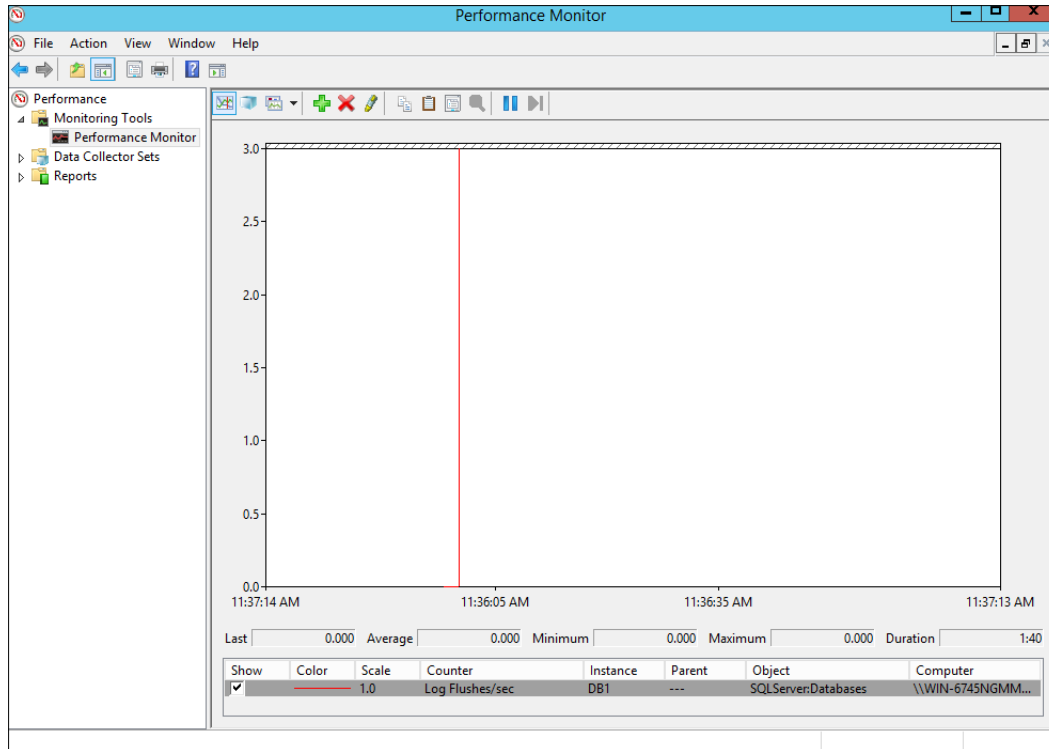 Performance Monitor
File Action View Window Help
Performance
Monitoring Tools
Performance Monitor
Data Collector Sets
Reports
3.0
2.5
2.0
1.5
1.0
0.5
0.0
11:37:14 AM 11:36:05 AM 11:36:35 AM 11:37:13 AM
Last 0.000 Average 0.000 Minimum 0.000 Maximum 0.000 Duration 1:40
Show Color Scale Counter Instance Parent Object Computer
1.0 Log Flushes/sec DB1 --- SQLServer:Databases \\WIN-6745NGMM...